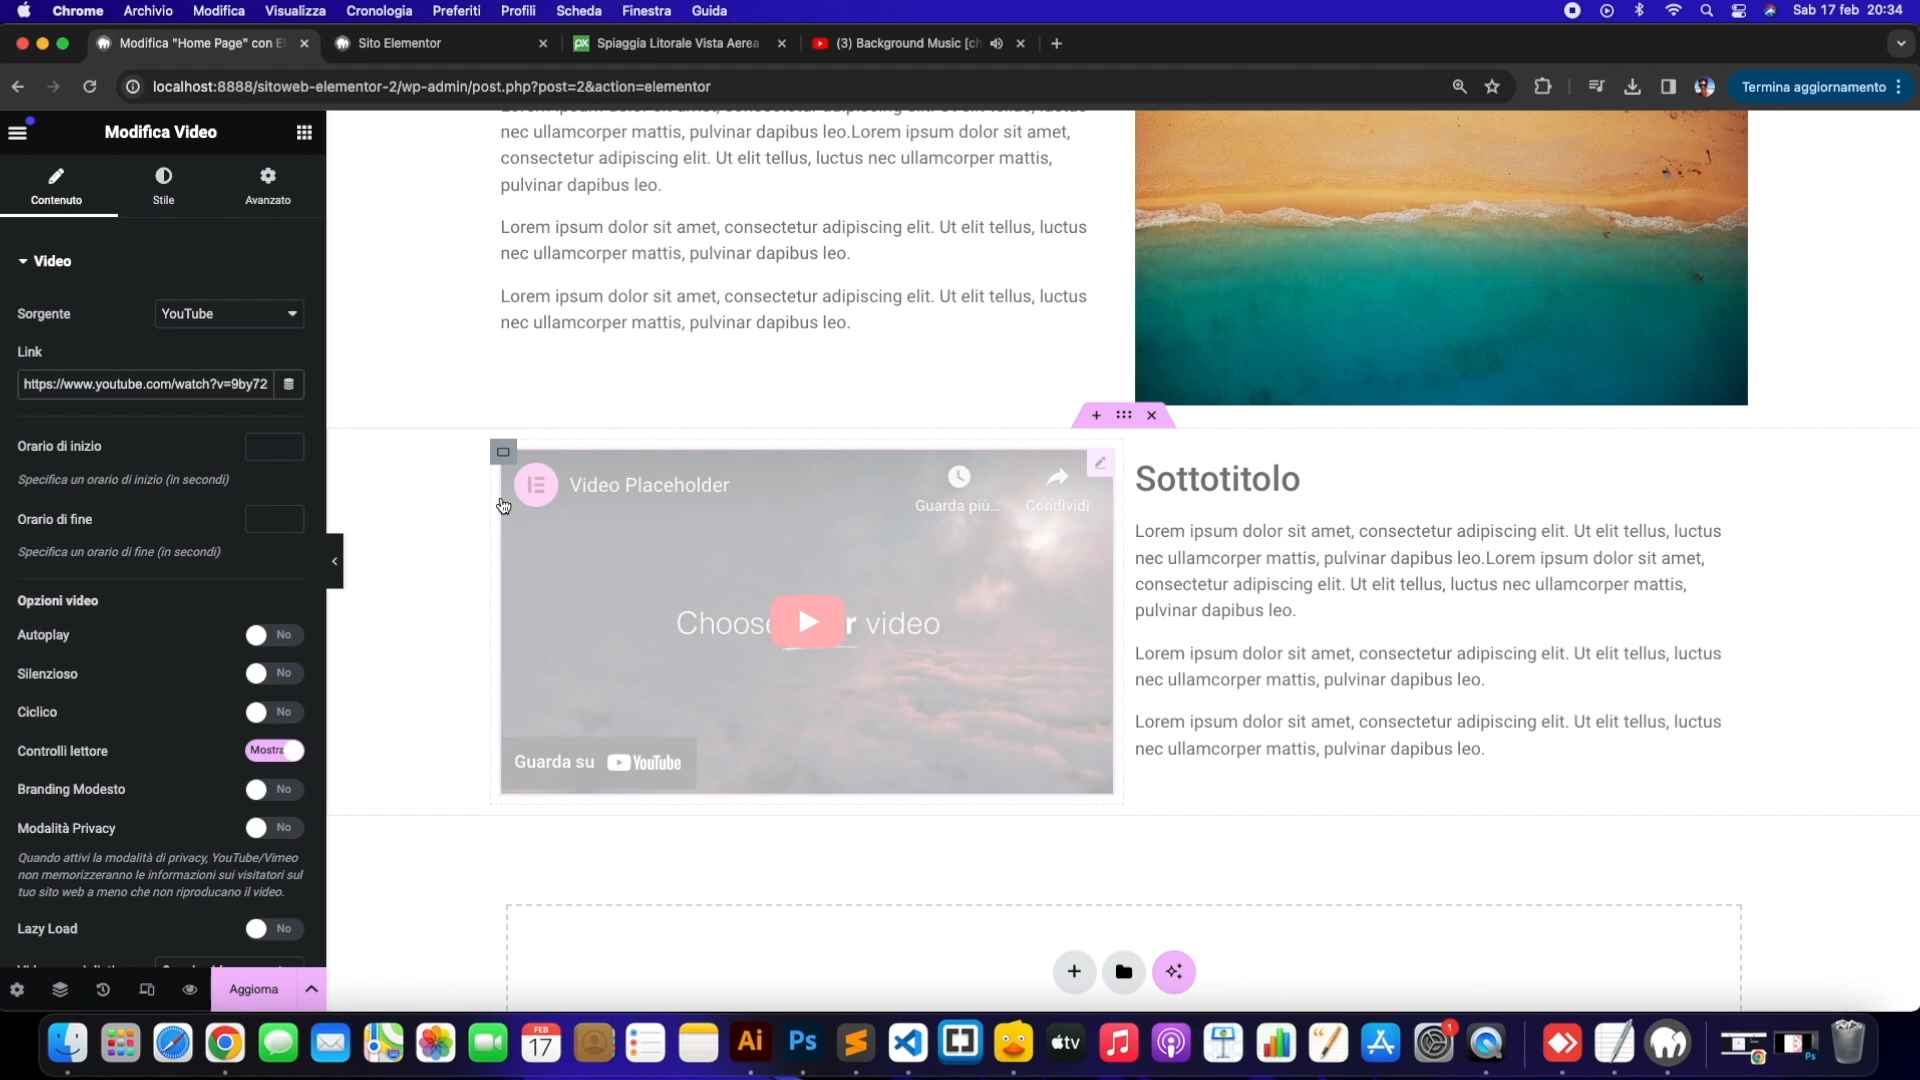 Chrome Archivio Modifica Visualizza Cronologia Preferiti Profili Scheda Finestra Guida Sab 17 feb 20:34
Modifica "Home Page" con El Sito Elementor Spiaggia Litorale Vista Aerea (3) Background Music [ch
localhost:8888/sitoweb-elementor-2/wp-admin/post.php?post=2&action=elementor Termina aggiornamento
Modifica Video
Contenuto Stile Avanzato
Video
Sorgente YouTube
Link
https://www.youtube.com/watch?v=9by72
Orario di inizio
Specifica un orario di inizio (in secondi)
Orario di fine
Specifica un orario di fine (in secondi)
Opzioni video
Autoplay No
Silenzioso No
Ciclico No
Controlli lettore Mostra
Branding Modesto No
Modalità Privacy No
Quando attivi la modalità di privacy, YouTube/Vimeo
non memorizzeranno le informazioni sui visitatori sul
tuo sito web a meno che non riproducano il video.
Lazy Load No
Aggiorna
nec ullamcorper mattis, pulvinar dapibus leo.Lorem ipsum dolor sit amet,
consectetur adipiscing elit. Ut elit tellus, luctus nec ullamcorper mattis,
pulvinar dapibus leo.
Lorem ipsum dolor sit amet, consectetur adipiscing elit. Ut elit tellus, luctus
nec ullamcorper mattis, pulvinar dapibus leo.
Lorem ipsum dolor sit amet, consectetur adipiscing elit. Ut elit tellus, luctus
nec ullamcorper mattis, pulvinar dapibus leo.
Video Placeholder
Guarda più... Condividi
Choose video
Guarda su YouTube
Sottotitolo
Lorem ipsum dolor sit amet, consectetur adipiscing elit. Ut elit tellus, luctus
nec ullamcorper mattis, pulvinar dapibus leo.Lorem ipsum dolor sit amet,
consectetur adipiscing elit. Ut elit tellus, luctus nec ullamcorper mattis,
pulvinar dapibus leo.
Lorem ipsum dolor sit amet, consectetur adipiscing elit. Ut elit tellus, luctus
nec ullamcorper mattis, pulvinar dapibus leo.
Lorem ipsum dolor sit amet, consectetur adipiscing elit. Ut elit tellus, luctus
nec ullamcorper mattis, pulvinar dapibus leo.
FEB
17
Ai Ps tv 1